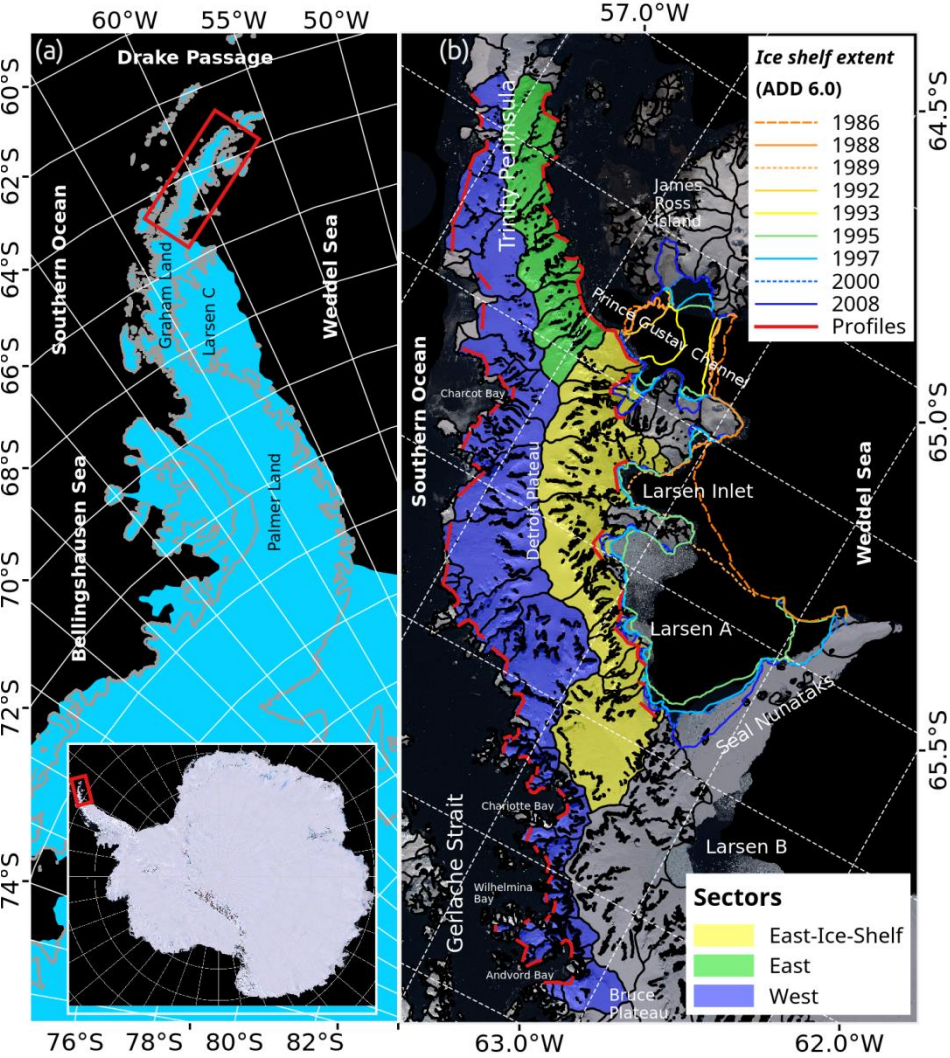 60°W
55°W
50°W
(a)
Drake Passage
60°S
62°S
64°S
66°S
68°S
70°S
72°S
74°S
Southern Ocean
Weddel Sea
Graham Land
Larsen C
Palmer Land
Bellingshausen Sea
76°S
78°S
80°S
82°S
57.0°W
(b)
Trinity Peninsula
James
Ross
Island
Prince Gustav Channel
Ice shelf extent
(ADD 6.0)
1986
1988
1989
1992
1993
1995
1997
2000
2008
Profiles
64.5°S
65.0°S
65.5°S
Southern Ocean
Charcot Bay
Detroit Plateau
Larsen Inlet
Weddel Sea
Larsen A
Seal Nunataks
Charlotte Bay
Gerlache Strait
Larsen B
Wilhelmina
Bay
Andvord Bay
Bruce
Plateau
Sectors
East-Ice-Shelf
East
West
63.0°W
62.0°W